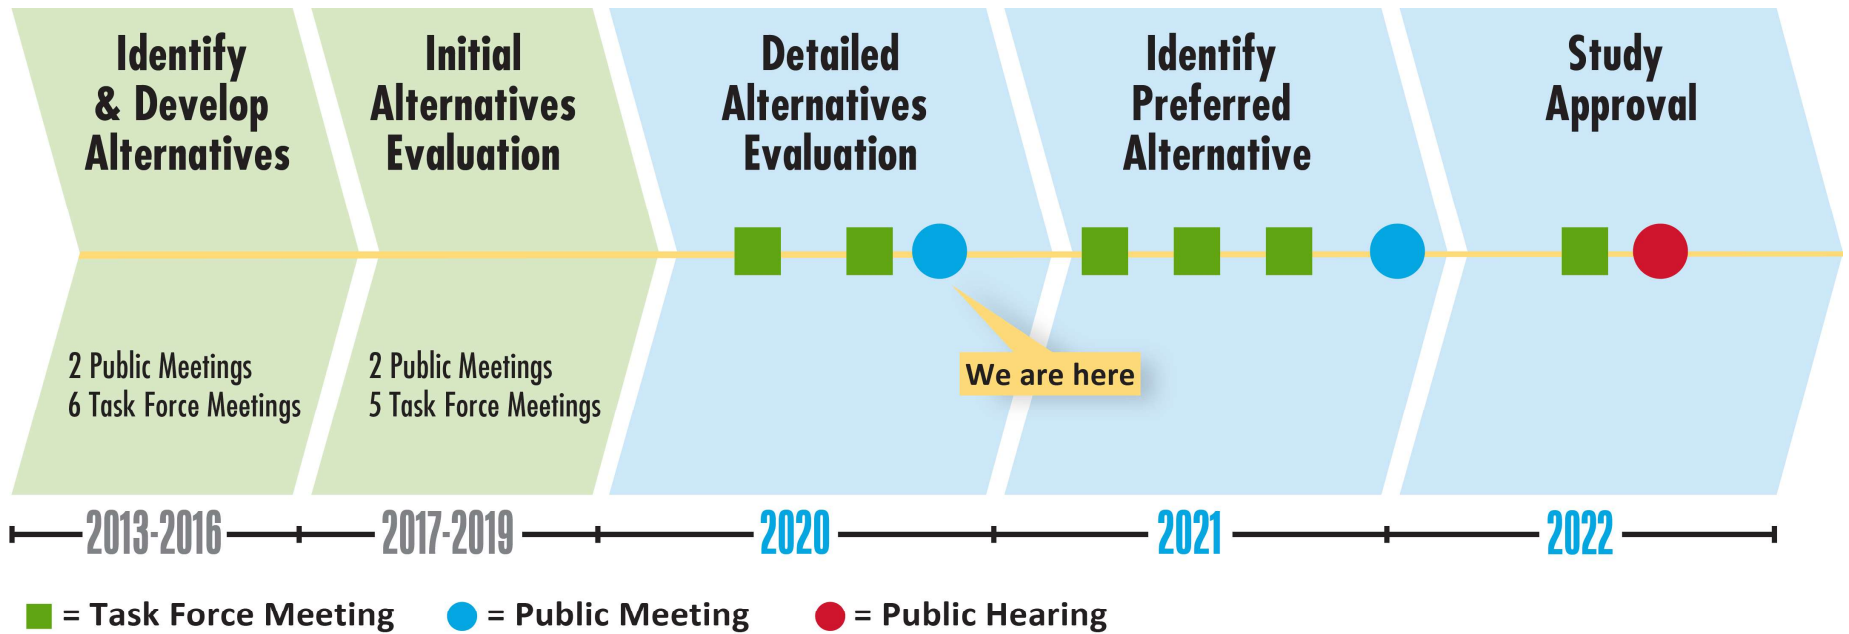 Identify
& Develop
Alternatives
Initial
Alternatives
Evaluation
Detailed
Alternatives
Evaluation
Identify
Preferred
Alternative
Study
Approval
2 Public Meetings
6 Task Force Meetings
2 Public Meetings
5 Task Force Meetings
We are here
2013-2016
2017-2019
2020
2021
2022
= Task Force Meeting
= Public Meeting
= Public Hearing